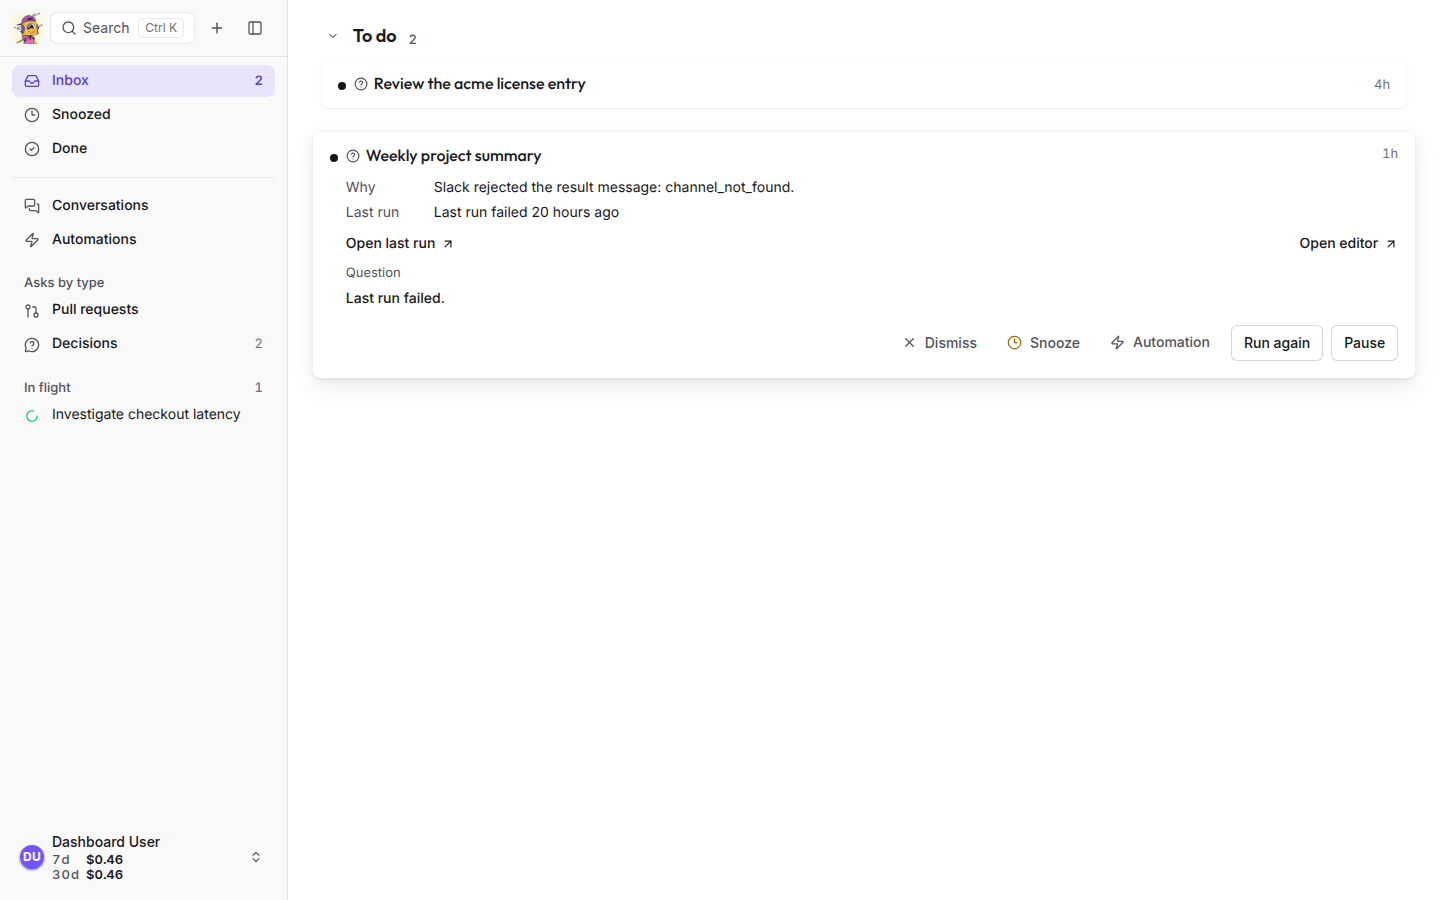 Search Ctrl K
Inbox 2
Snoozed
Done
Conversations
Automations
Asks by type
Pull requests
Decisions 2
In flight 1
Investigate checkout latency
DU
Dashboard User
7d $0.46
30d $0.46
To do 2
Review the acme license entry 4h
Weekly project summary 1h
Why Slack rejected the result message: channel_not_found.
Last run Last run failed 20 hours ago
Open last run Open editor
Question
Last run failed.
Dismiss Snooze Automation Run again Pause